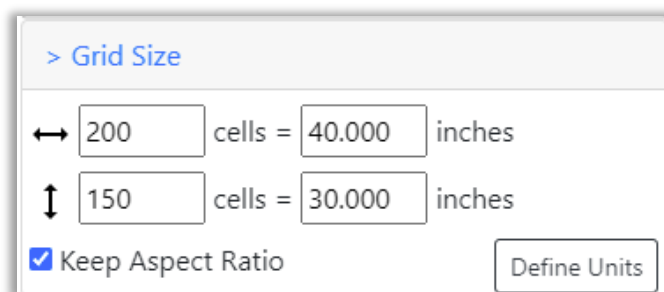 > Grid Size
200 cells = 40.000 inches
150 cells = 30.000 inches
Keep Aspect Ratio Define Units